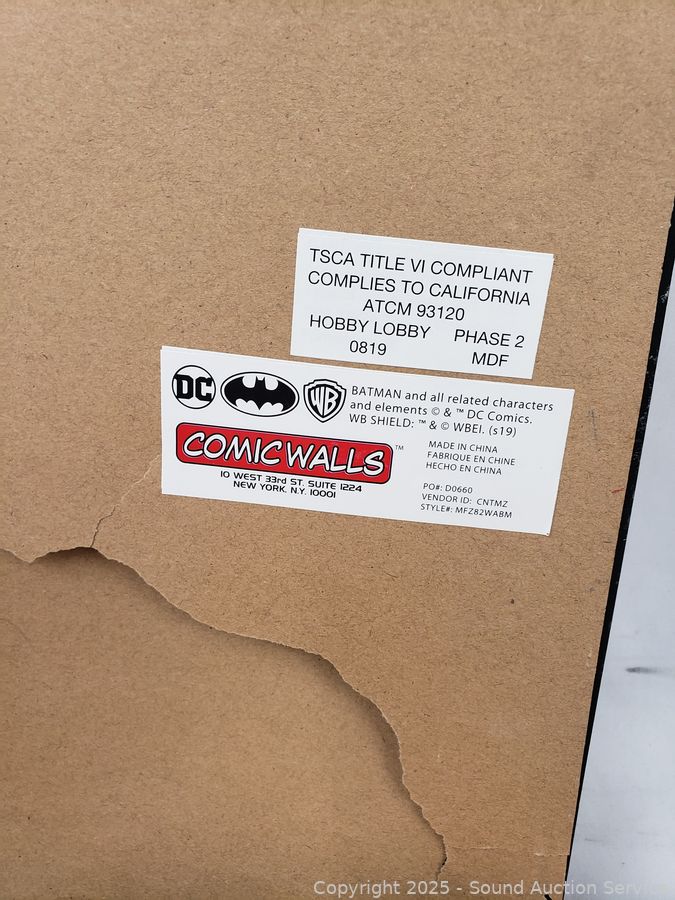 TSCA TITLE VI COMPLIANT
COMPLIES TO CALIFORNIA
ATCM 93120
HOBBY LOBBY PHASE 2
0819 MDF
DC WB
BATMAN and all related characters
and elements © & ™ DC Comics.
WB SHIELD: ™ & © WBEI. (s19)
COMICWALLS™
10 WEST 33rd ST. SUITE 1224
NEW YORK, N.Y. 10001
MADE IN CHINA
FABRIQUE EN CHINE
HECHO EN CHINA
PO#: D0660
VENDOR ID: CNTMZ
STYLE#: MFZ82WABM
Copyright 2025 - Sound Auction Service